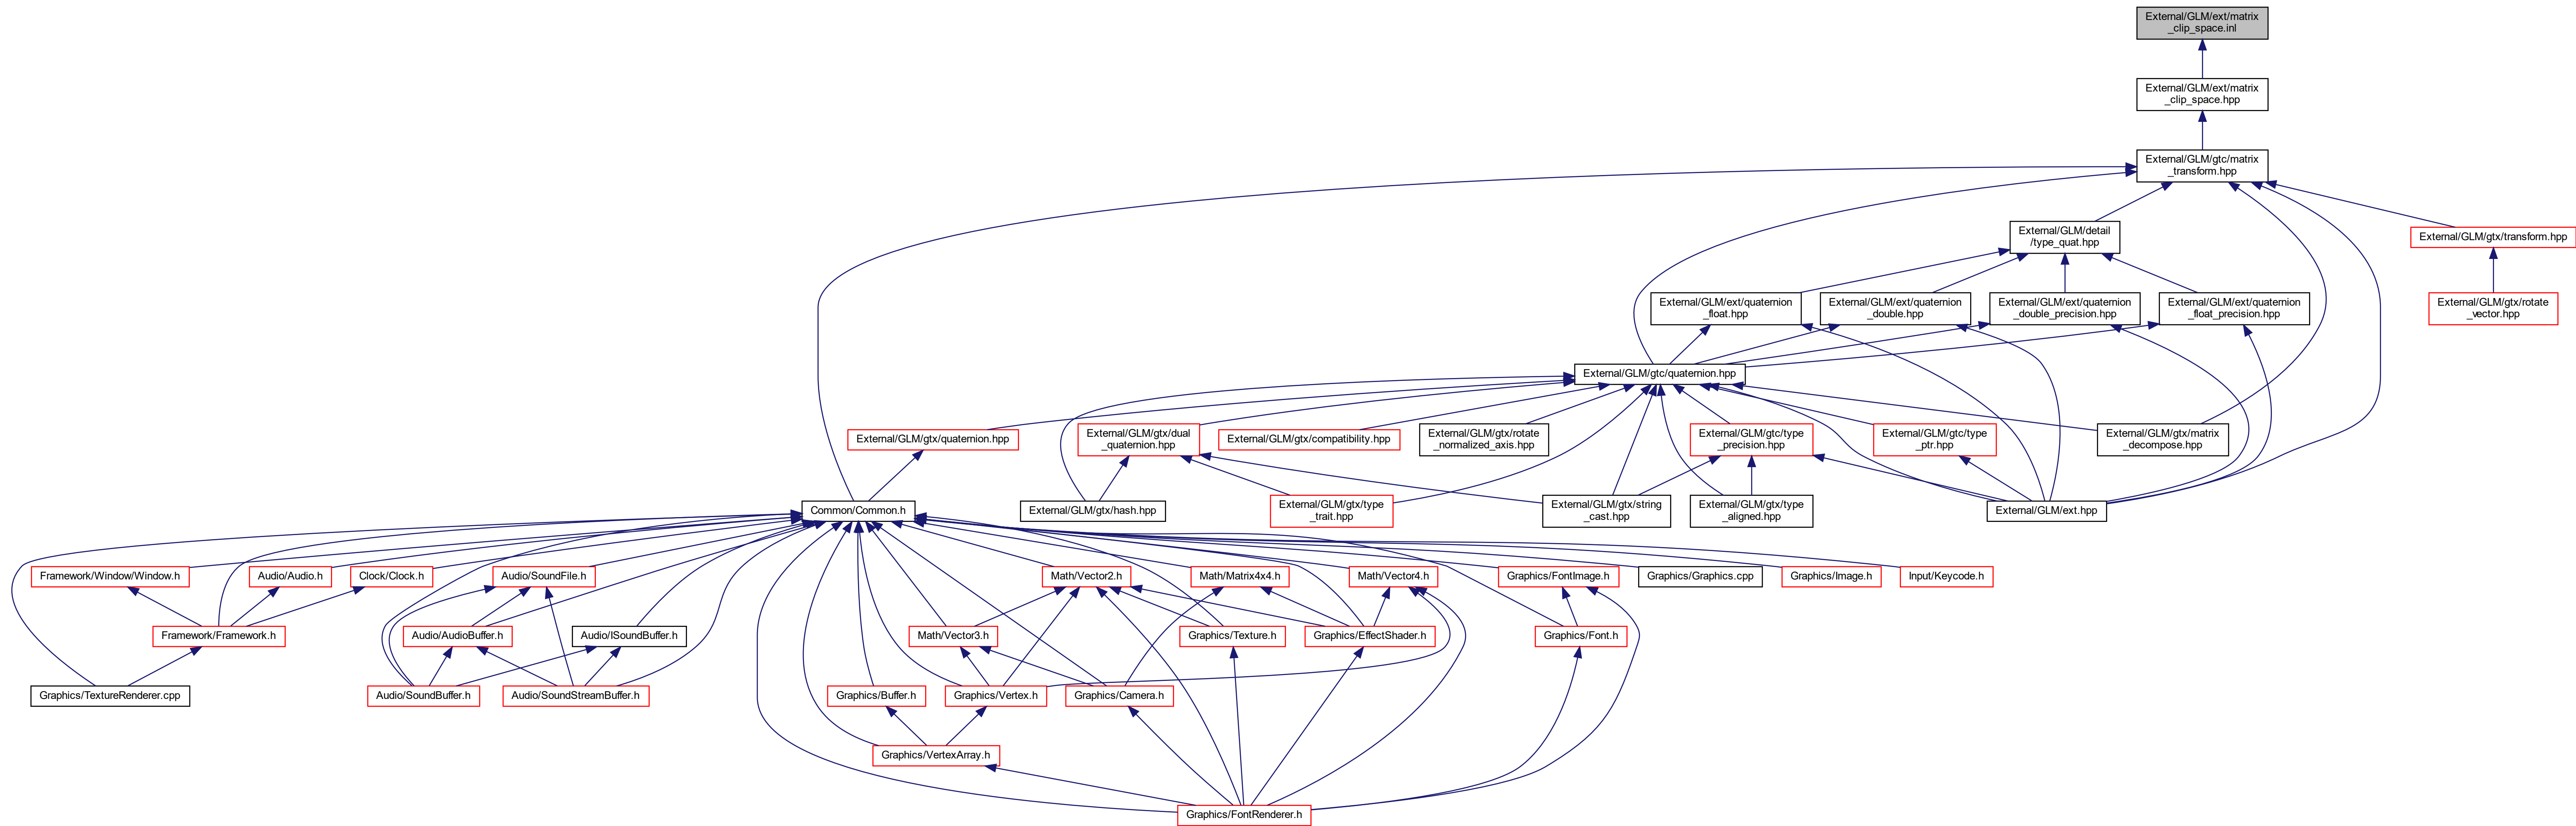 External/GLM/ext/matrix
_clip_space.inl
External/GLM/ext/matrix
_clip_space.hpp
External/GLM/gtc/matrix
_transform.hpp
External/GLM/detail
/type_quat.hpp
External/GLM/gtx/transform.hpp
External/GLM/ext/quaternion
_float.hpp
External/GLM/ext/quaternion
_double.hpp
External/GLM/ext/quaternion
_double_precision.hpp
External/GLM/ext/quaternion
_float_precision.hpp
External/GLM/gtx/rotate
_vector.hpp
External/GLM/gtc/quaternion.hpp
External/GLM/gtx/quaternion.hpp
External/GLM/gtx/dual
_quaternion.hpp
External/GLM/gtx/compatibility.hpp
External/GLM/gtx/rotate
_normalized_axis.hpp
External/GLM/gtc/type
_precision.hpp
External/GLM/gtc/type
_ptr.hpp
External/GLM/gtx/matrix
_decompose.hpp
Common/Common.h
External/GLM/gtx/hash.hpp
External/GLM/gtx/type
_trait.hpp
External/GLM/gtx/string
_cast.hpp
External/GLM/gtx/type
_aligned.hpp
External/GLM/ext.hpp
Framework/Window/Window.h
Audio/Audio.h
Clock/Clock.h
Audio/SoundFile.h
Math/Vector2.h
Math/Matrix4x4.h
Math/Vector4.h
Graphics/FontImage.h
Graphics/Graphics.cpp
Graphics/Image.h
Input/Keycode.h
Framework/Framework.h
Audio/AudioBuffer.h
Audio/ISoundBuffer.h
Math/Vector3.h
Graphics/Texture.h
Graphics/EffectShader.h
Graphics/Font.h
Graphics/TextureRenderer.cpp
Audio/SoundBuffer.h
Audio/SoundStreamBuffer.h
Graphics/Buffer.h
Graphics/Vertex.h
Graphics/Camera.h
Graphics/VertexArray.h
Graphics/FontRenderer.h